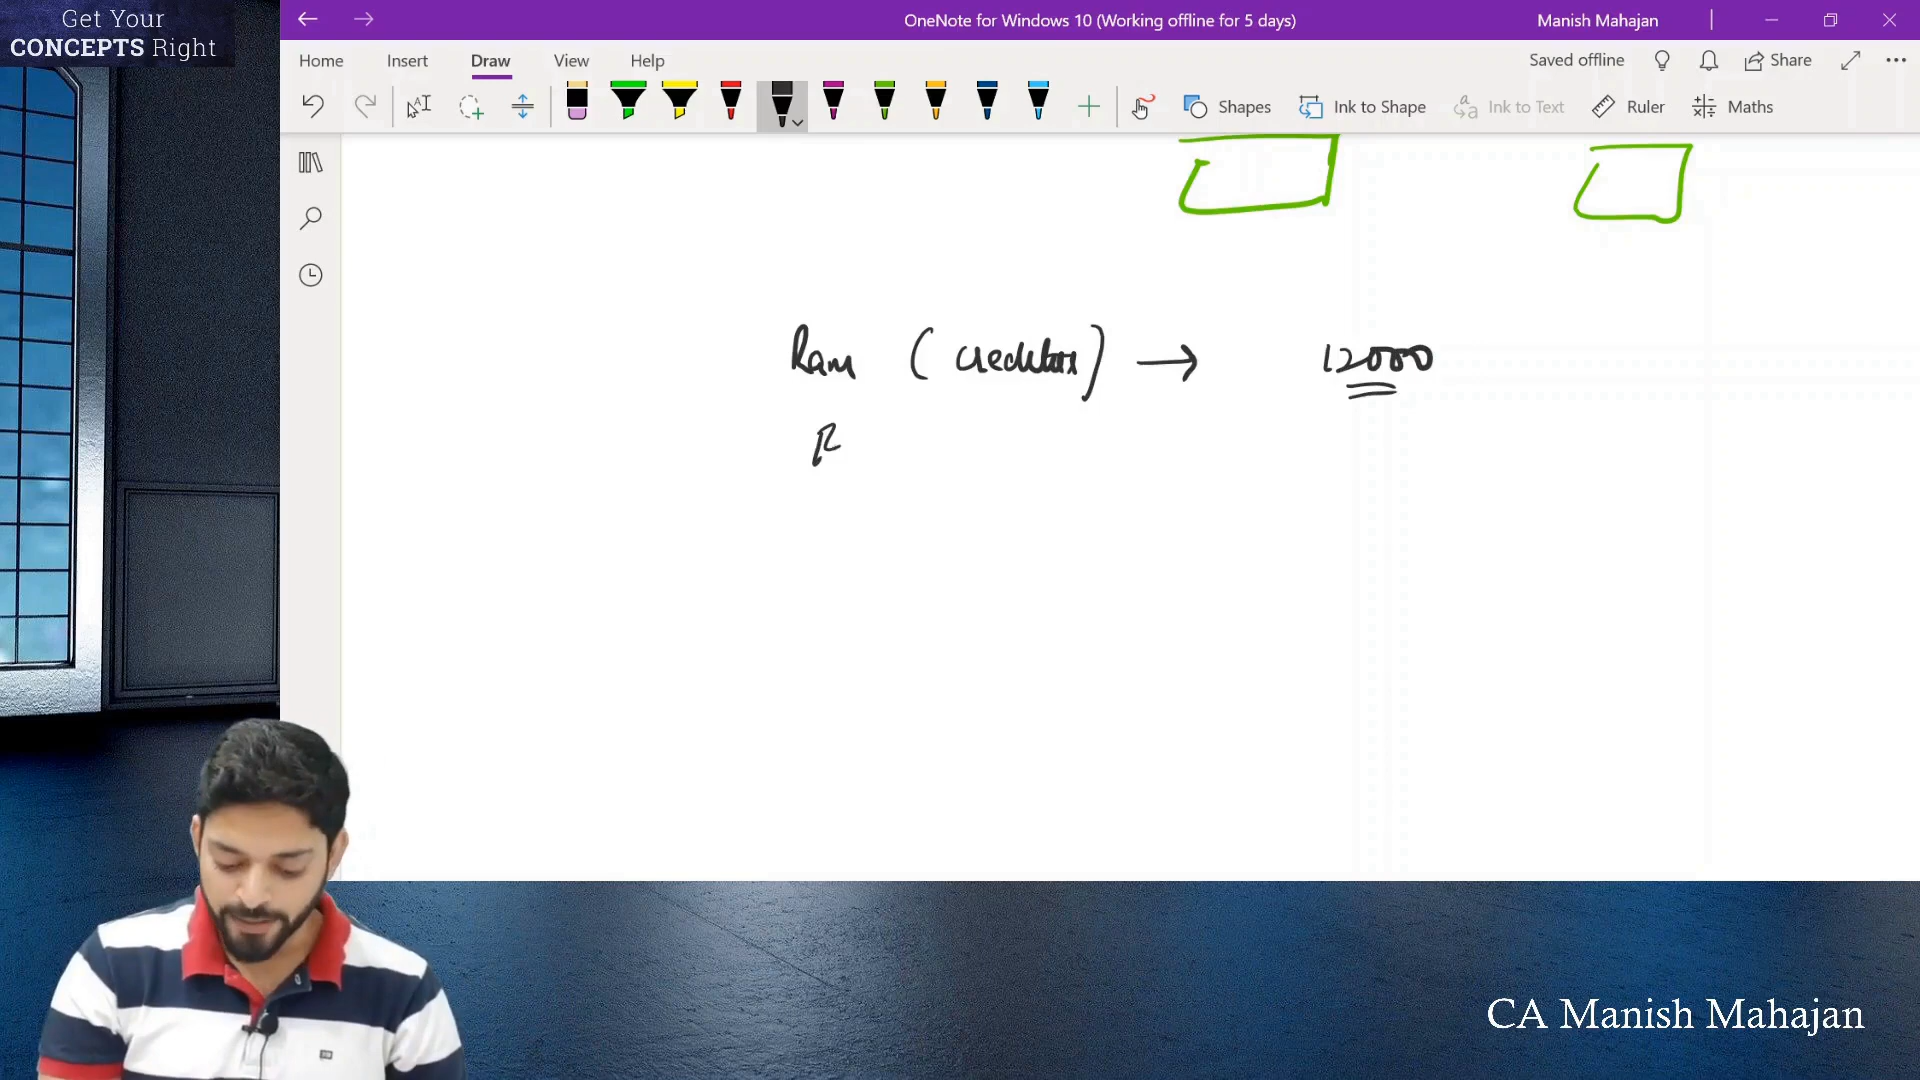 Get Your
CONCEPTS Right
OneNote for Windows 10 (Working offline for 5 days)
Manish Mahajan
Home Insert Draw View Help
Saved offline
Share
Shapes
Ink to Shape
Ink to Text
Ruler
Maths
Ram (creditors) → 12000
R
CA Manish Mahajan